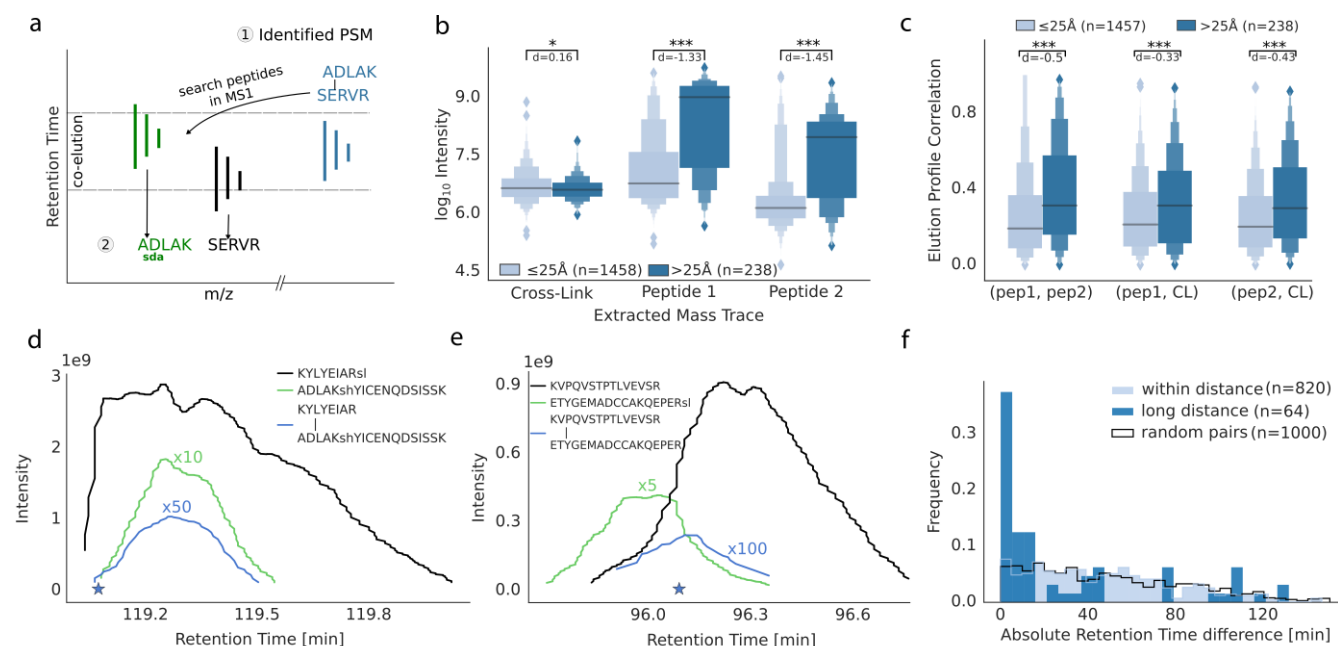 a
① Identified PSM
ADLAK
SERVR
search peptides
in MS1
Retention Time
co-elution
② ADLAK
sda
SERVR
m/z
b
*
d=0.16
***
d=-1.33
***
d=-1.45
log10 Intensity
9.0
7.5
6.0
4.5
≤25Å (n=1458)
>25Å (n=238)
Cross-Link
Peptide 1
Peptide 2
Extracted Mass Trace
c
≤25Å (n=1457)
>25Å (n=238)
***
d=-0.5
***
d=-0.33
***
d=-0.43
Elution Profile Correlation
0.8
0.4
0.0
(pep1, pep2)
(pep1, CL)
(pep2, CL)
d
1e9
3
2
1
0
Intensity
KYLYEIARsl
ADLAKshYICENQDSISSK
KYLYEIAR
ADLAKshYICENQDSISSK
x10
x50
119.2
119.5
119.8
Retention Time [min]
e
1e9
0.9
0.6
0.3
0.0
Intensity
KVPQVSTPTLVEVSR
ETYGEMADCCAKQEPERsl
KVPQVSTPTLVEVSR
ETYGEMADCCAKQEPER
x5
x100
96.0
96.3
96.6
Retention Time [min]
f
within distance (n=820)
long distance (n=64)
random pairs (n=1000)
Frequency
0.3
0.2
0.1
0.0
0
40
80
120
Absolute Retention Time difference [min]